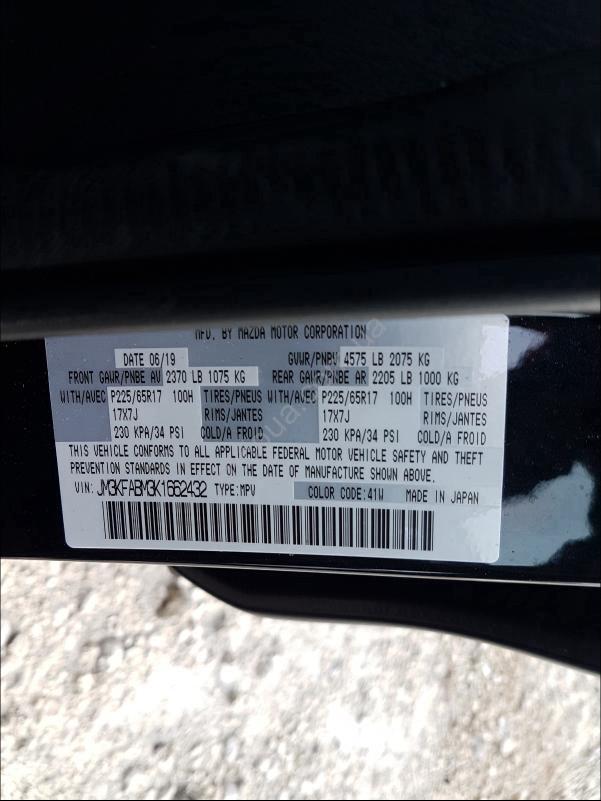 MFD. BY MAZDA MOTOR CORPORATION
DATE 06/19 GVWR/PNBV 4575 LB 2075 KG
FRONT GAWR/PNBE AV 2370 LB 1075 KG REAR GAWR/PNBE AR 2205 LB 1000 KG
WITH/AVEC P225/65R17 100H TIRES/PNEUS WITH/AVEC P225/65R17 100H TIRES/PNEUS
17X7J RIMS/JANTES 17X7J RIMS/JANTES
230 KPA/34 PSI COLD/A FROID 230 KPA/34 PSI COLD/A FROID
THIS VEHICLE CONFORMS TO ALL APPLICABLE FEDERAL MOTOR VEHICLE SAFETY AND THEFT
PREVENTION STANDARDS IN EFFECT ON THE DATE OF MANUFACTURE SHOWN ABOVE.
VIN: JM3KFABM3K1662432 TYPE: MPV COLOR CODE: 41W MADE IN JAPAN